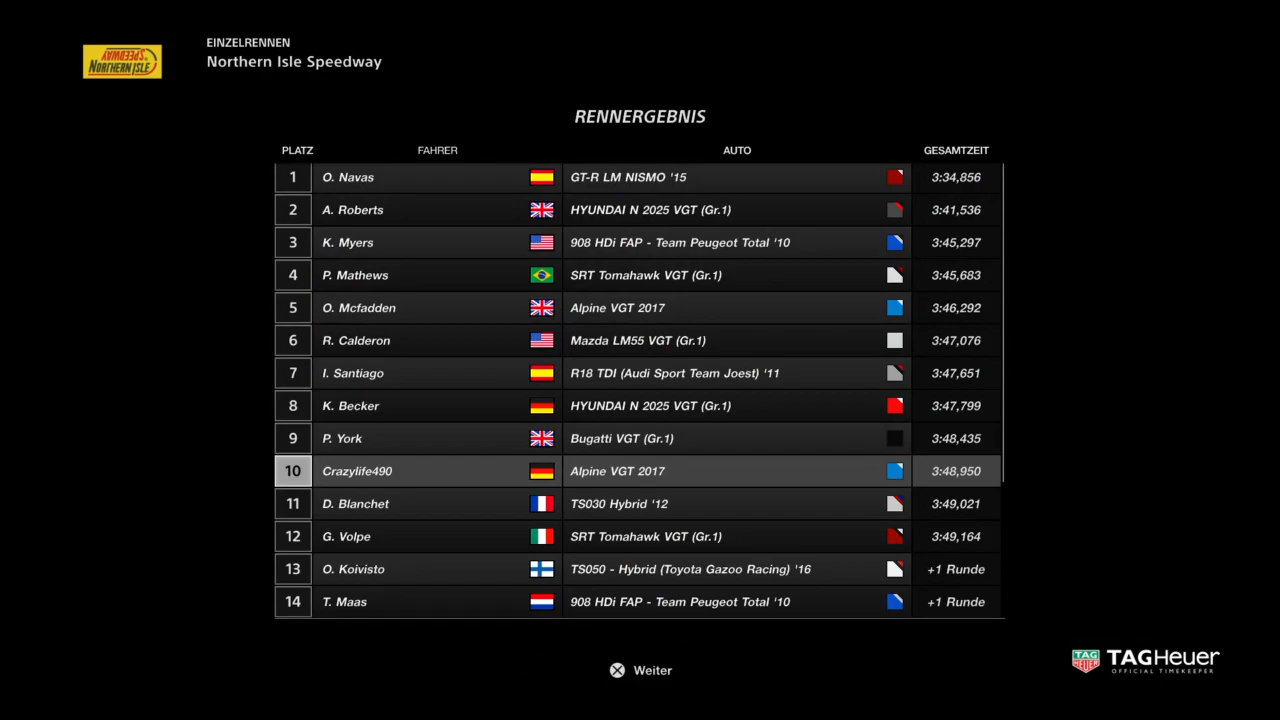 SPEEDWAY
NORTHERN ISLE
EINZELRENNEN
Northern Isle Speedway
RENNERGEBNIS
PLATZ FAHRER AUTO GESAMTZEIT
1 O. Navas GT-R LM NISMO '15 3:34,856
2 A. Roberts HYUNDAI N 2025 VGT (Gr.1) 3:41,536
3 K. Myers 908 HDi FAP - Team Peugeot Total '10 3:45,297
4 P. Mathews SRT Tomahawk VGT (Gr.1) 3:45,683
5 O. Mcfadden Alpine VGT 2017 3:46,292
6 R. Calderon Mazda LM55 VGT (Gr.1) 3:47,076
7 I. Santiago R18 TDI (Audi Sport Team Joest) '11 3:47,651
8 K. Becker HYUNDAI N 2025 VGT (Gr.1) 3:47,799
9 P. York Bugatti VGT (Gr.1) 3:48,435
10 Crazylife490 Alpine VGT 2017 3:48,950
11 D. Blanchet TS030 Hybrid '12 3:49,021
12 G. Volpe SRT Tomahawk VGT (Gr.1) 3:49,164
13 O. Koivisto TS050 - Hybrid (Toyota Gazoo Racing) '16 +1 Runde
14 T. Maas 908 HDi FAP - Team Peugeot Total '10 +1 Runde
Weiter
TAG HEUER TAGHeuer
OFFICIAL TIMEKEEPER